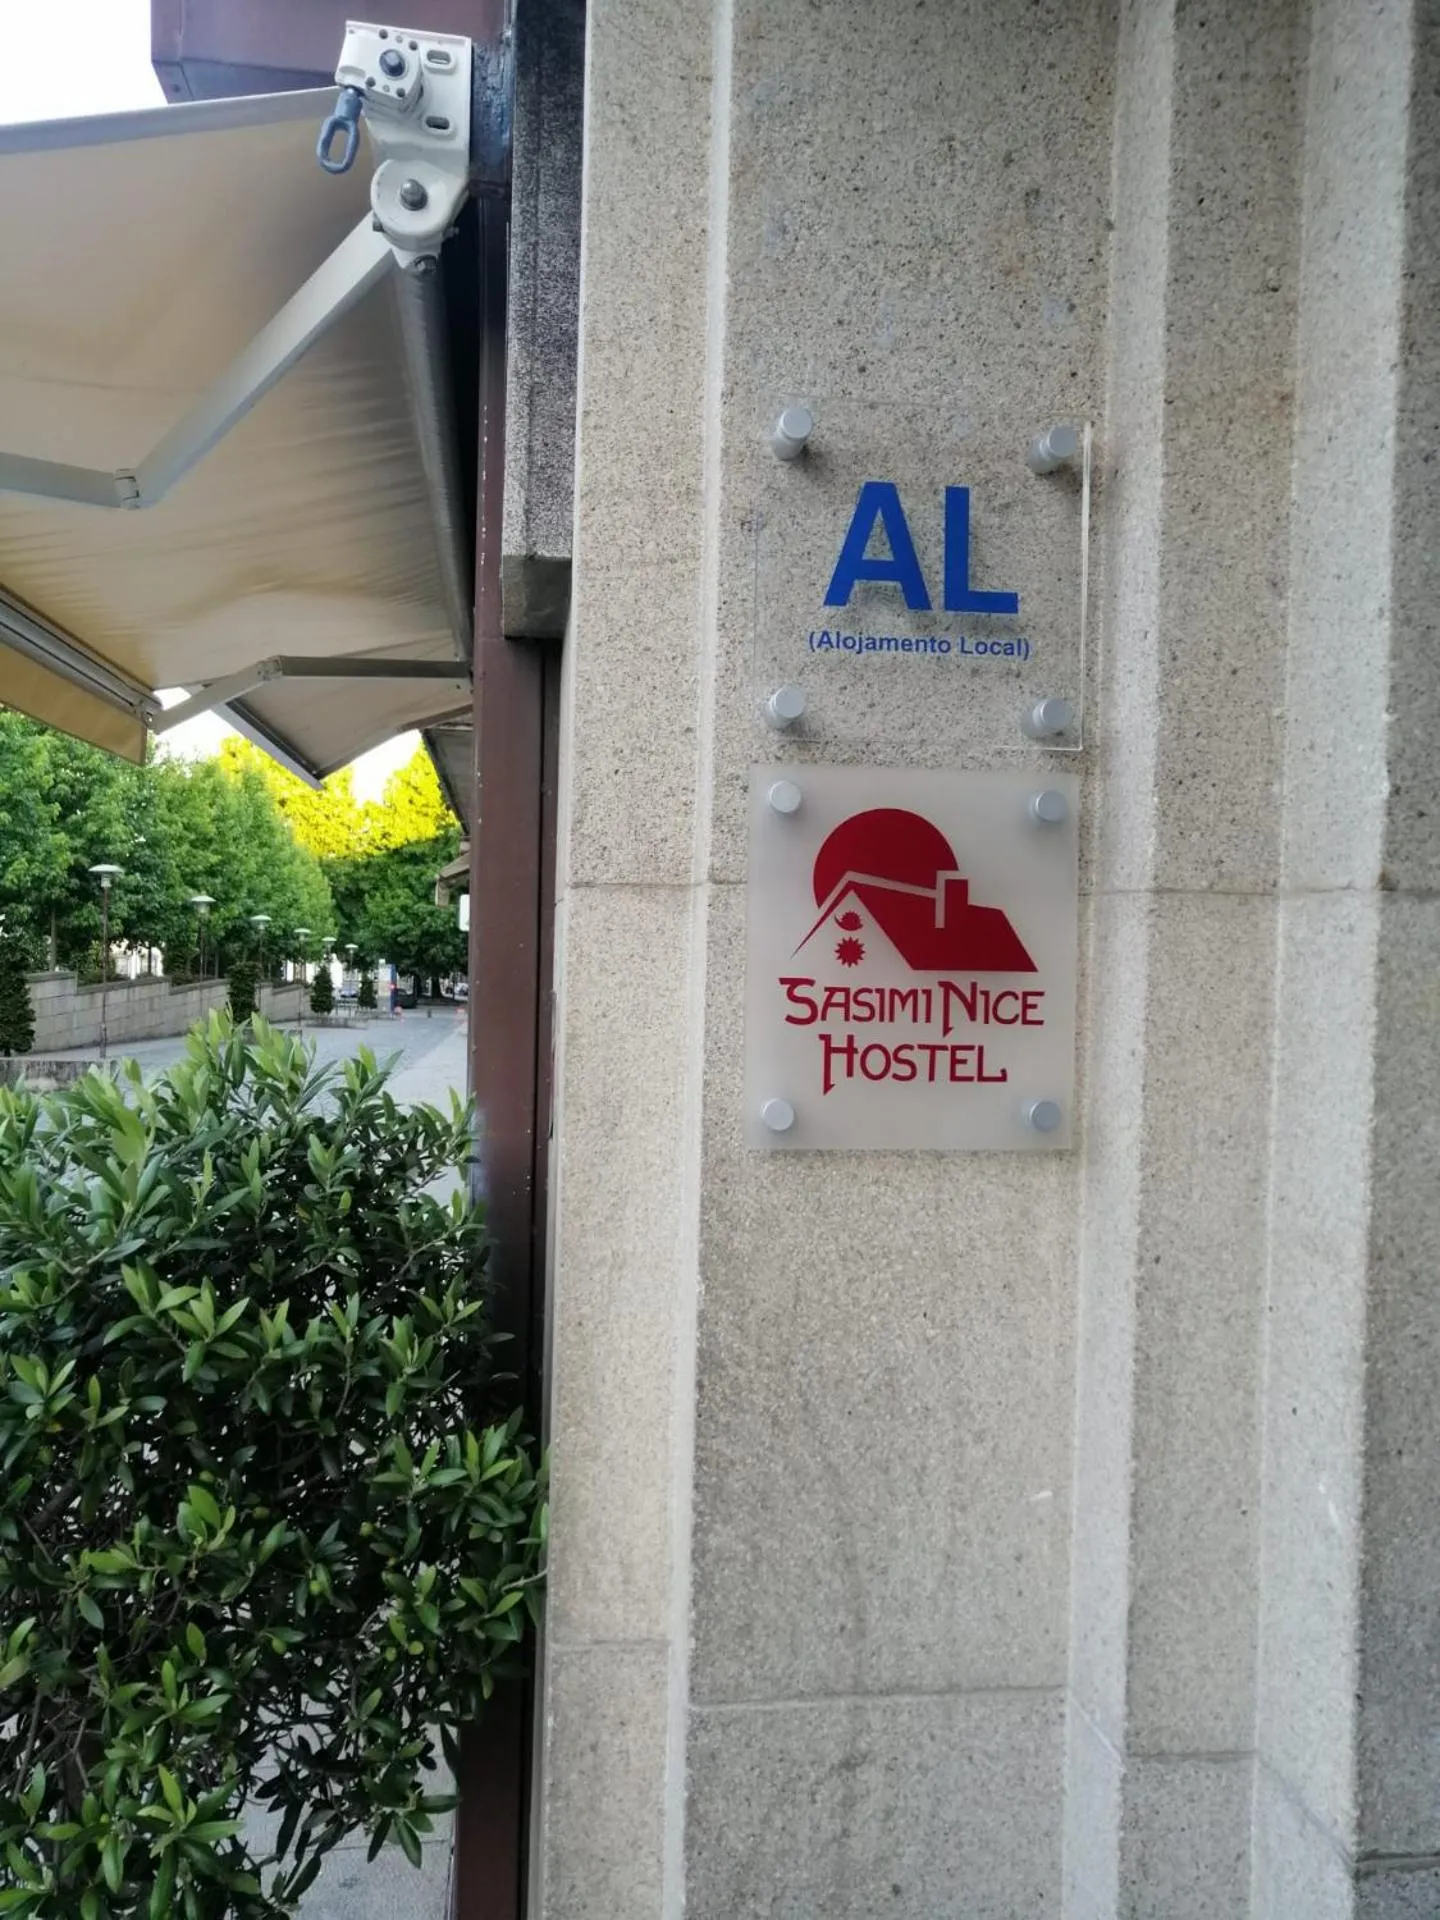 AL
(Alojamento Local)
SASIMI NICE
HOSTEL